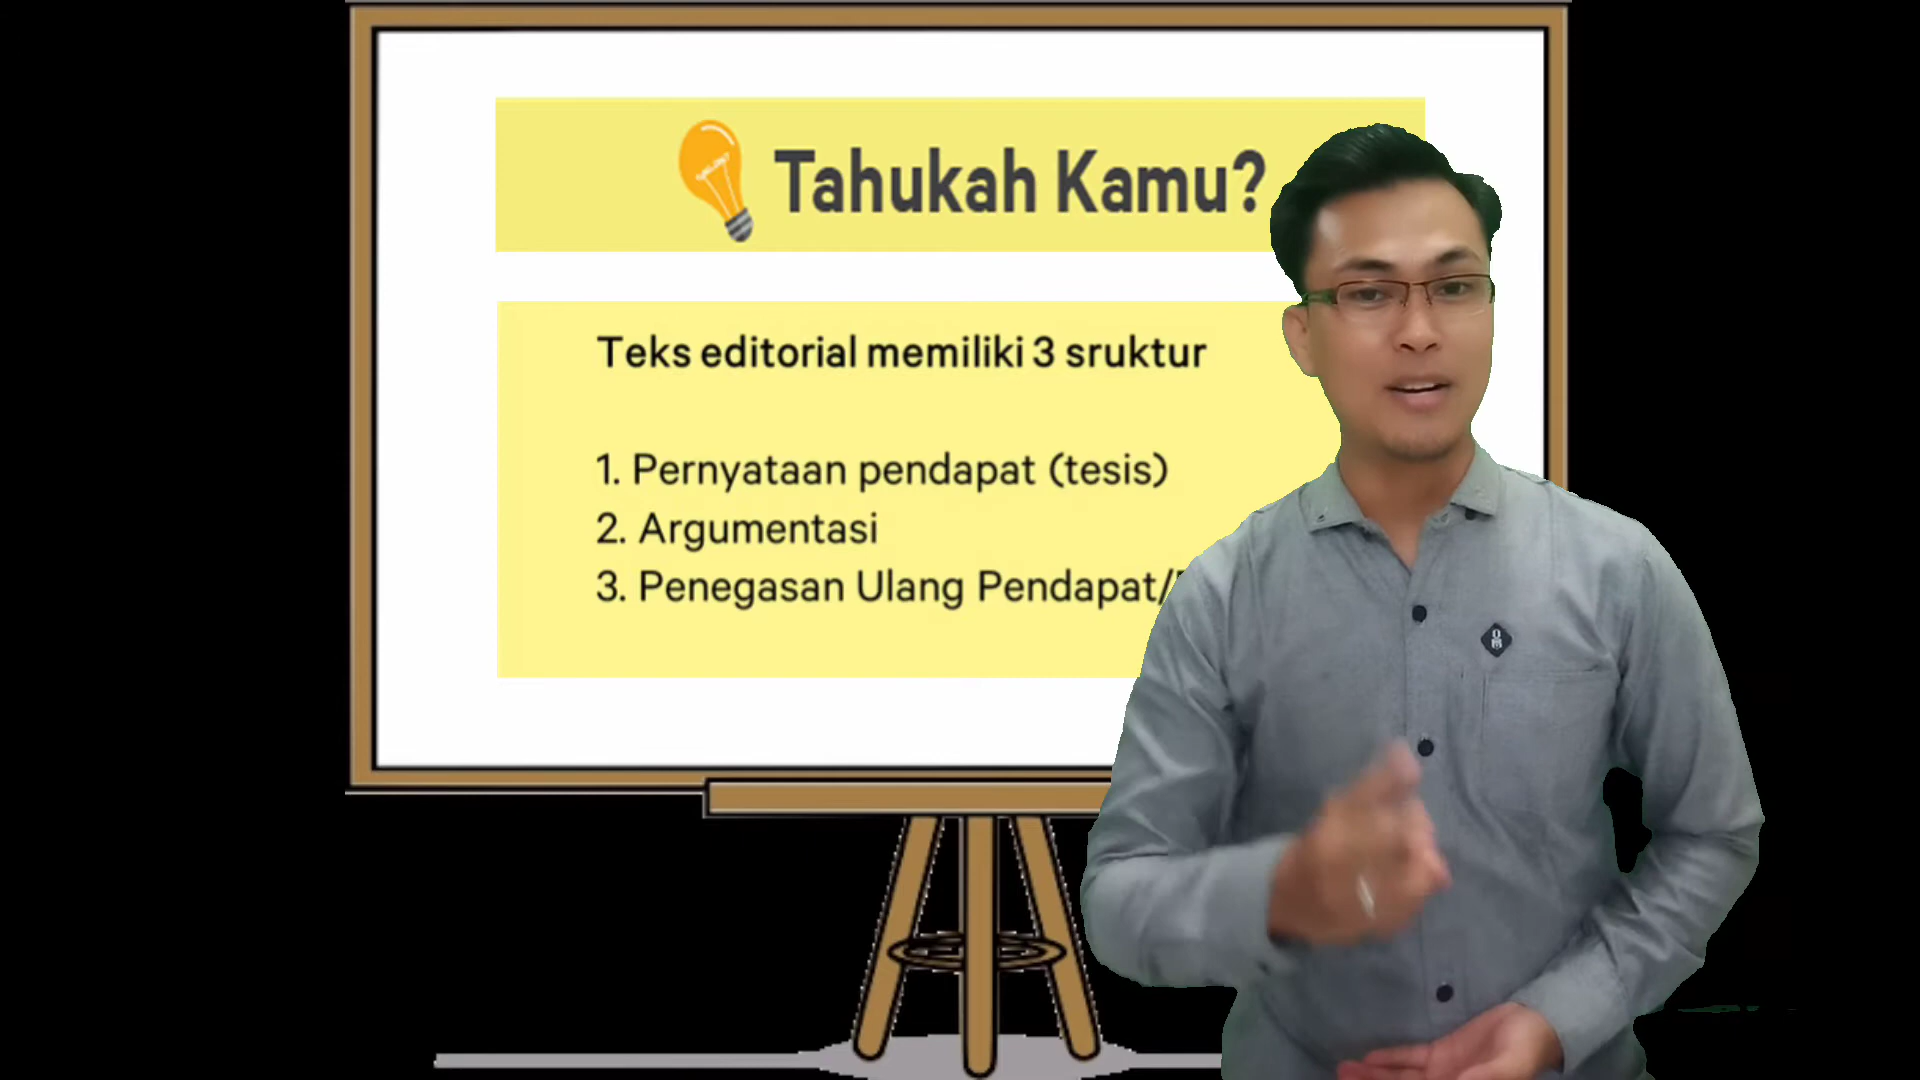 Tahukah Kamu?
Teks editorial memiliki 3 sruktur
1. Pernyataan pendapat (tesis)
2. Argumentasi
3. Penegasan Ulang Pendapat/